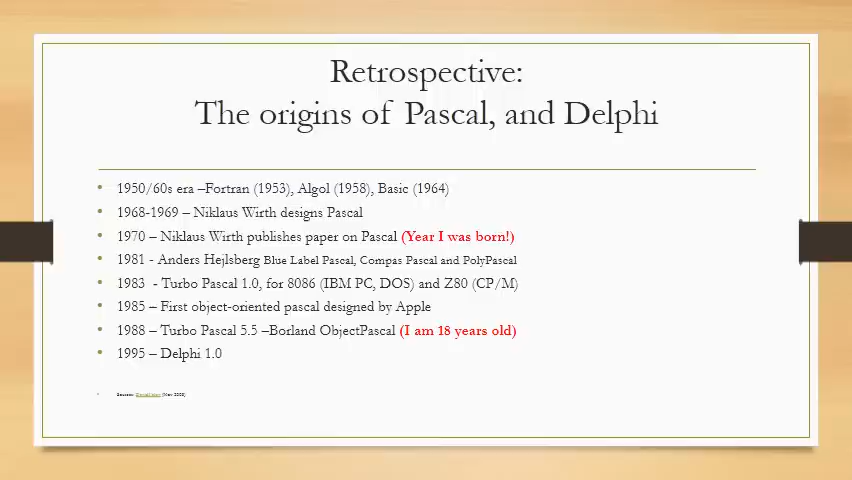 Retrospective:
The origins of Pascal, and Delphi
• 1950/60s era –Fortran (1953), Algol (1958), Basic (1964)
• 1968-1969 – Niklaus Wirth designs Pascal
• 1970 – Niklaus Wirth publishes paper on Pascal (Year I was born!)
• 1981 - Anders Hejlsberg Blue Label Pascal, Compas Pascal and PolyPascal
• 1983  - Turbo Pascal 1.0, for 8086 (IBM PC, DOS) and Z80 (CP/M)
• 1985 – First object-oriented pascal designed by Apple
• 1988 – Turbo Pascal 5.5 –Borland ObjectPascal (I am 18 years old)
• 1995 – Delphi 1.0